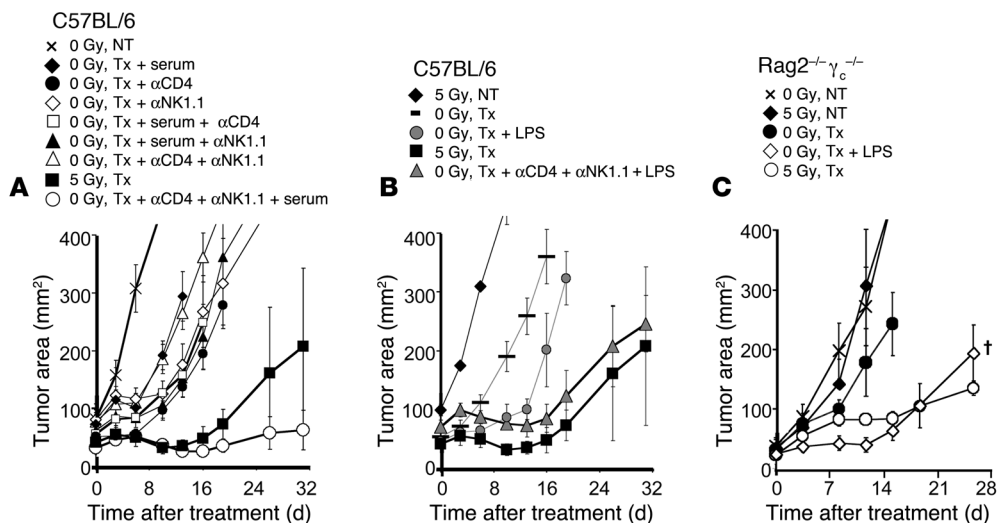 C57BL/6
0 Gy, NT
0 Gy, Tx + serum
0 Gy, Tx + αCD4
0 Gy, Tx + αNK1.1
0 Gy, Tx + serum + αCD4
0 Gy, Tx + serum + αNK1.1
0 Gy, Tx + αCD4 + αNK1.1
5 Gy, Tx
0 Gy, Tx + αCD4 + αNK1.1 + serum
A
400
300
200
100
0
Tumor area (mm²)
0 8 16 24 32
Time after treatment (d)
C57BL/6
5 Gy, NT
0 Gy, Tx
0 Gy, Tx + LPS
5 Gy, Tx
0 Gy, Tx + αCD4 + αNK1.1 + LPS
B
400
300
200
100
0
Tumor area (mm²)
0 8 16 24 32
Time after treatment (d)
Rag2⁻/⁻γc⁻/⁻
0 Gy, NT
5 Gy, NT
0 Gy, Tx
0 Gy, Tx + LPS
5 Gy, Tx
C
400
300
200
100
0
Tumor area (mm²)
†
0 7 14 21 28
Time after treatment (d)